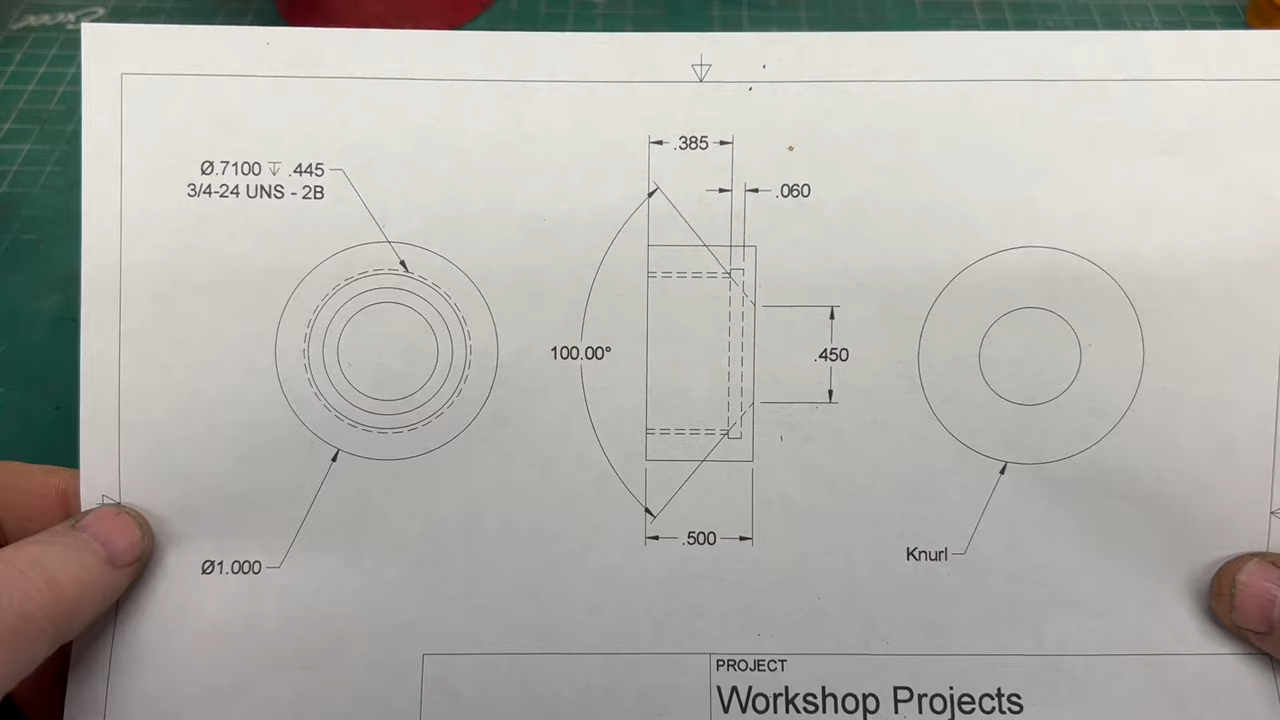 Excel
Ø.7100 ↧ .445
3/4-24 UNS - 2B
.385
.060
100.00°
.450
.500
Ø1.000
Knurl
PROJECT
Workshop Projects